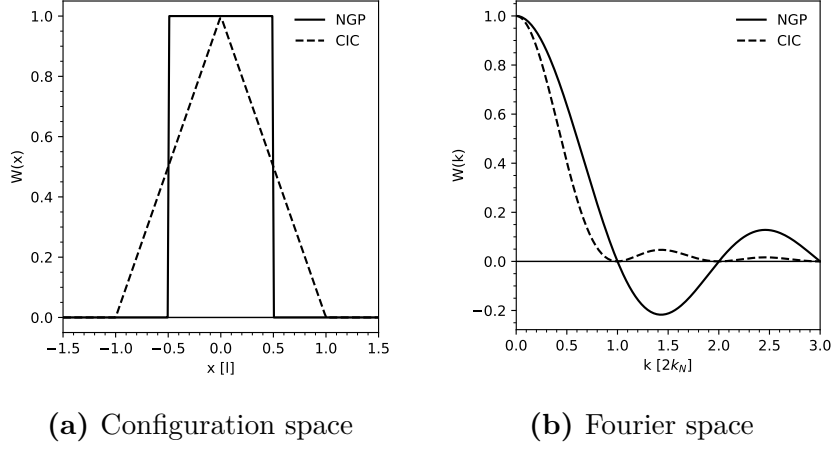 NGP
CIC
W(x)
1.0
0.8
0.6
0.4
0.2
0.0
−1.5 −1.0 −0.5 0.0 0.5 1.0 1.5
x [l]
(a) Configuration space
NGP
CIC
W(k)
1.0
0.8
0.6
0.4
0.2
0.0
−0.2
0.0 0.5 1.0 1.5 2.0 2.5 3.0
k [2k_N]
(b) Fourier space